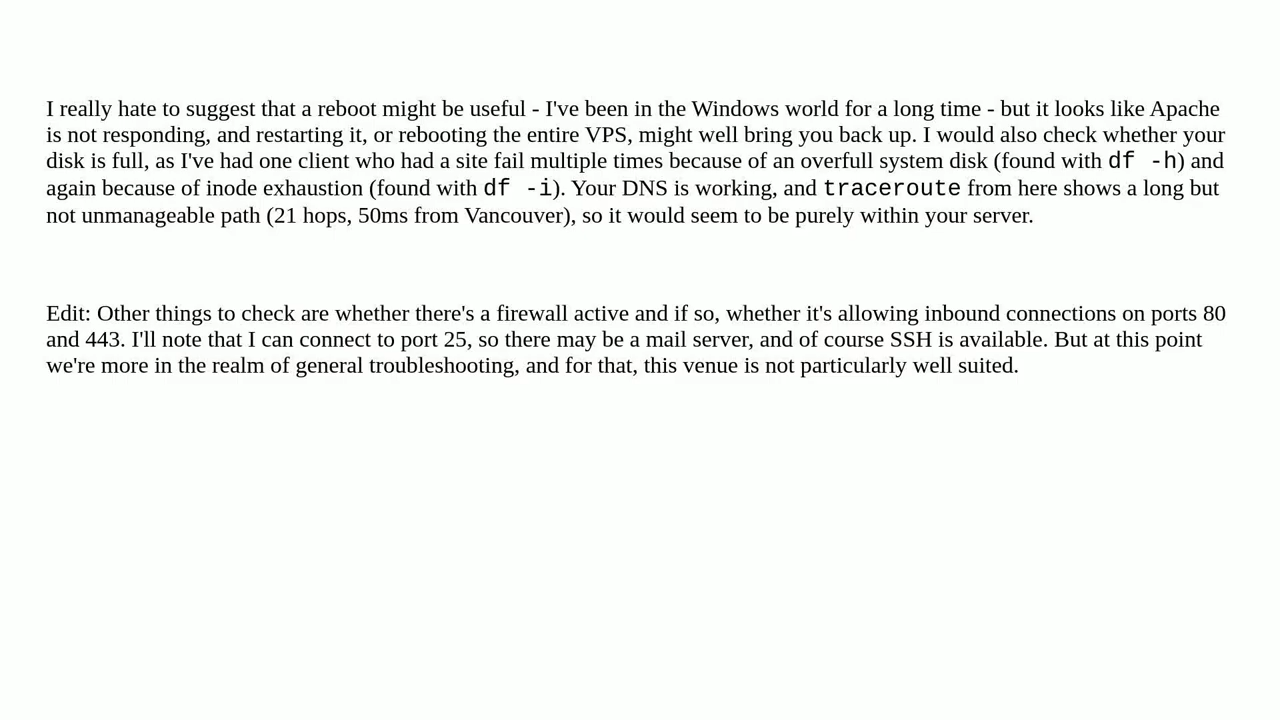 I really hate to suggest that a reboot might be useful - I've been in the Windows world for a long time - but it looks like Apache
is not responding, and restarting it, or rebooting the entire VPS, might well bring you back up. I would also check whether your
disk is full, as I've had one client who had a site fail multiple times because of an overfull system disk (found with df -h) and
again because of inode exhaustion (found with df -i). Your DNS is working, and traceroute from here shows a long but
not unmanageable path (21 hops, 50ms from Vancouver), so it would seem to be purely within your server.
Edit: Other things to check are whether there's a firewall active and if so, whether it's allowing inbound connections on ports 80
and 443. I'll note that I can connect to port 25, so there may be a mail server, and of course SSH is available. But at this point
we're more in the realm of general troubleshooting, and for that, this venue is not particularly well suited.